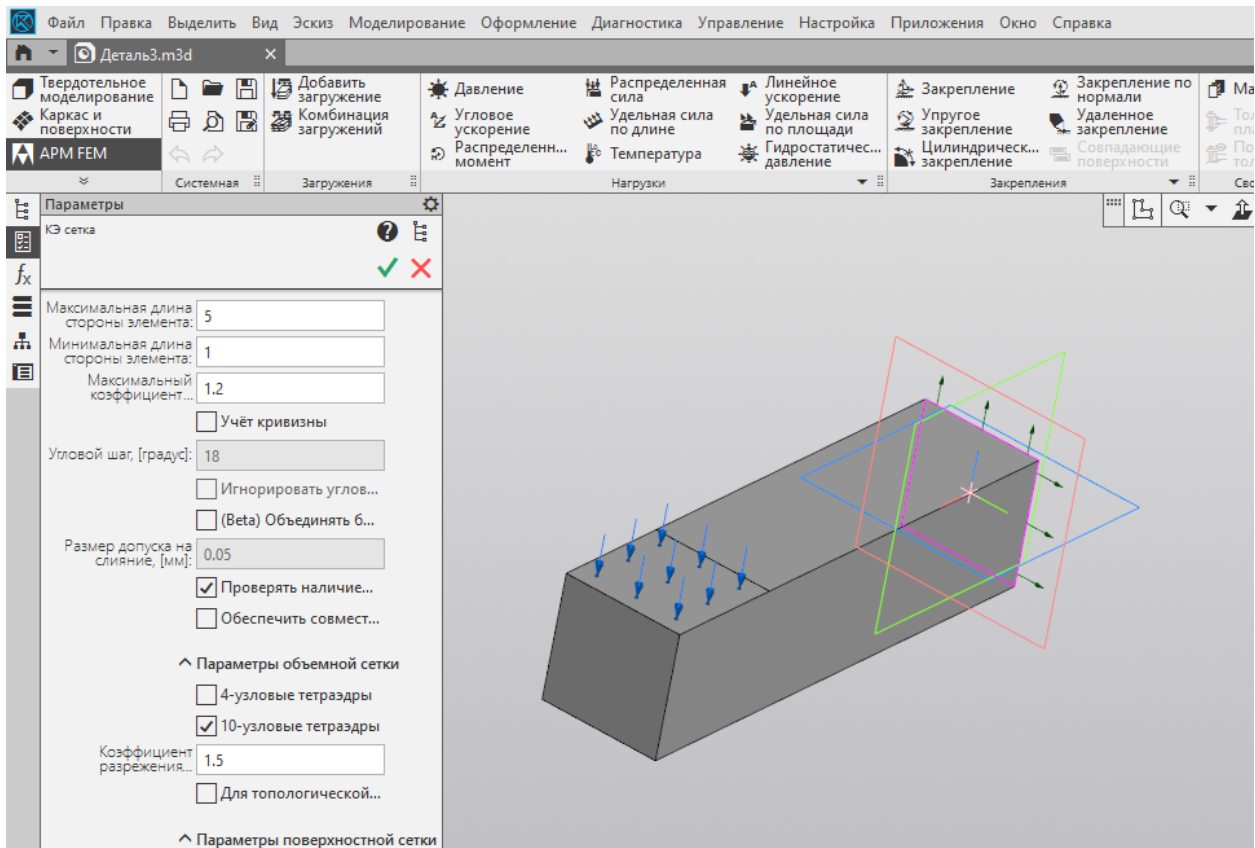 Файл Правка Выделить Вид Эскиз Моделирование Оформление Диагностика Управление Настройка Приложения Окно Справка
Деталь3.m3d
Твердотельное моделирование
Каркас и поверхности
APM FEM
Добавить загружение
Комбинация загружений
Давление
Угловое ускорение
Распределенн... момент
Распределенная сила
Удельная сила по длине
Температура
Линейное ускорение
Удельная сила по площади
Гидростатичес... давление
Закрепление
Упругое закрепление
Цилиндрическ... закрепление
Закрепление по нормали
Удаленное закрепление
Совпадающие поверхности
Ма
То
пла
По
тол
Системная Загружения Нагрузки Закрепления Сво
Параметры
КЭ сетка
Максимальная длина стороны элемента: 5
Минимальная длина стороны элемента: 1
Максимальный коэффициент... 1.2
Учёт кривизны
Угловой шаг, [градус]: 18
Игнорировать углов...
(Beta) Объединять б...
Размер допуска на слияние, [мм]: 0.05
Проверять наличие...
Обеспечить совмест...
Параметры объемной сетки
4-узловые тетраэдры
10-узловые тетраэдры
Коэффициент разрежения... 1.5
Для топологической...
Параметры поверхностной сетки